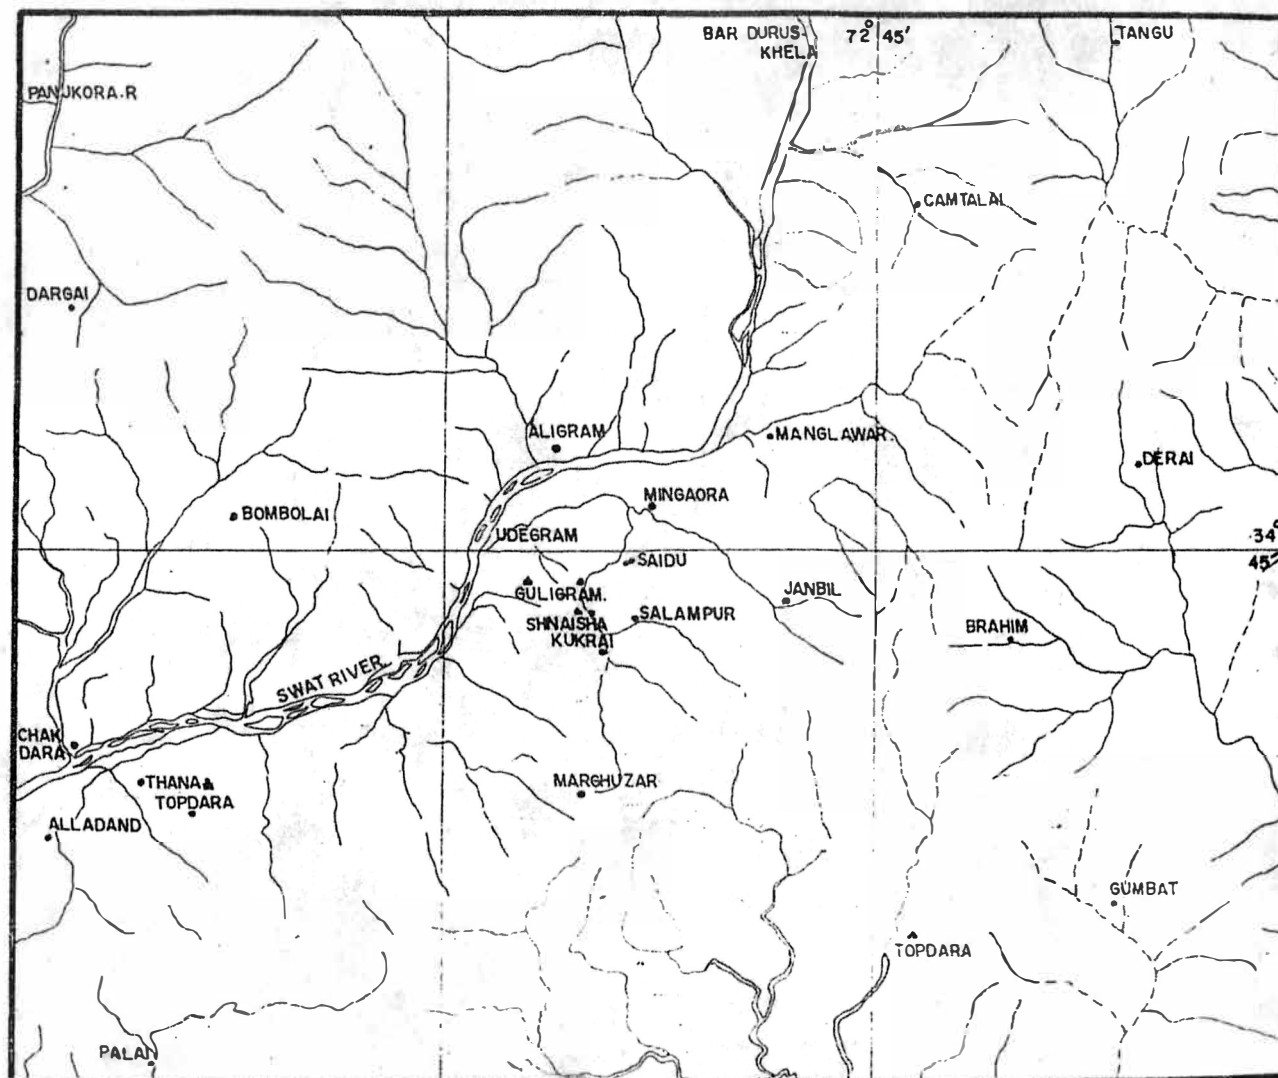 BAR DURUS-
KHELA
72° 45'
TANGU
PANJKORA.R
CAMTALAI
DARGAI
ALIGRAM
MANGLAWAR.
DERAI
MINGAORA
BOMBOLAI
UDEGRAM
34°
45'
SAIDU
GULIGRAM.
JANBIL
SHNAISHA
SALAMPUR
KUKRAI
BRAHIM
SWAT RIVER
CHAK
DARA
THANA
MARGHUZAR
TOPDARA
ALLADAND
GUMBAT
TOPDARA
PALAN